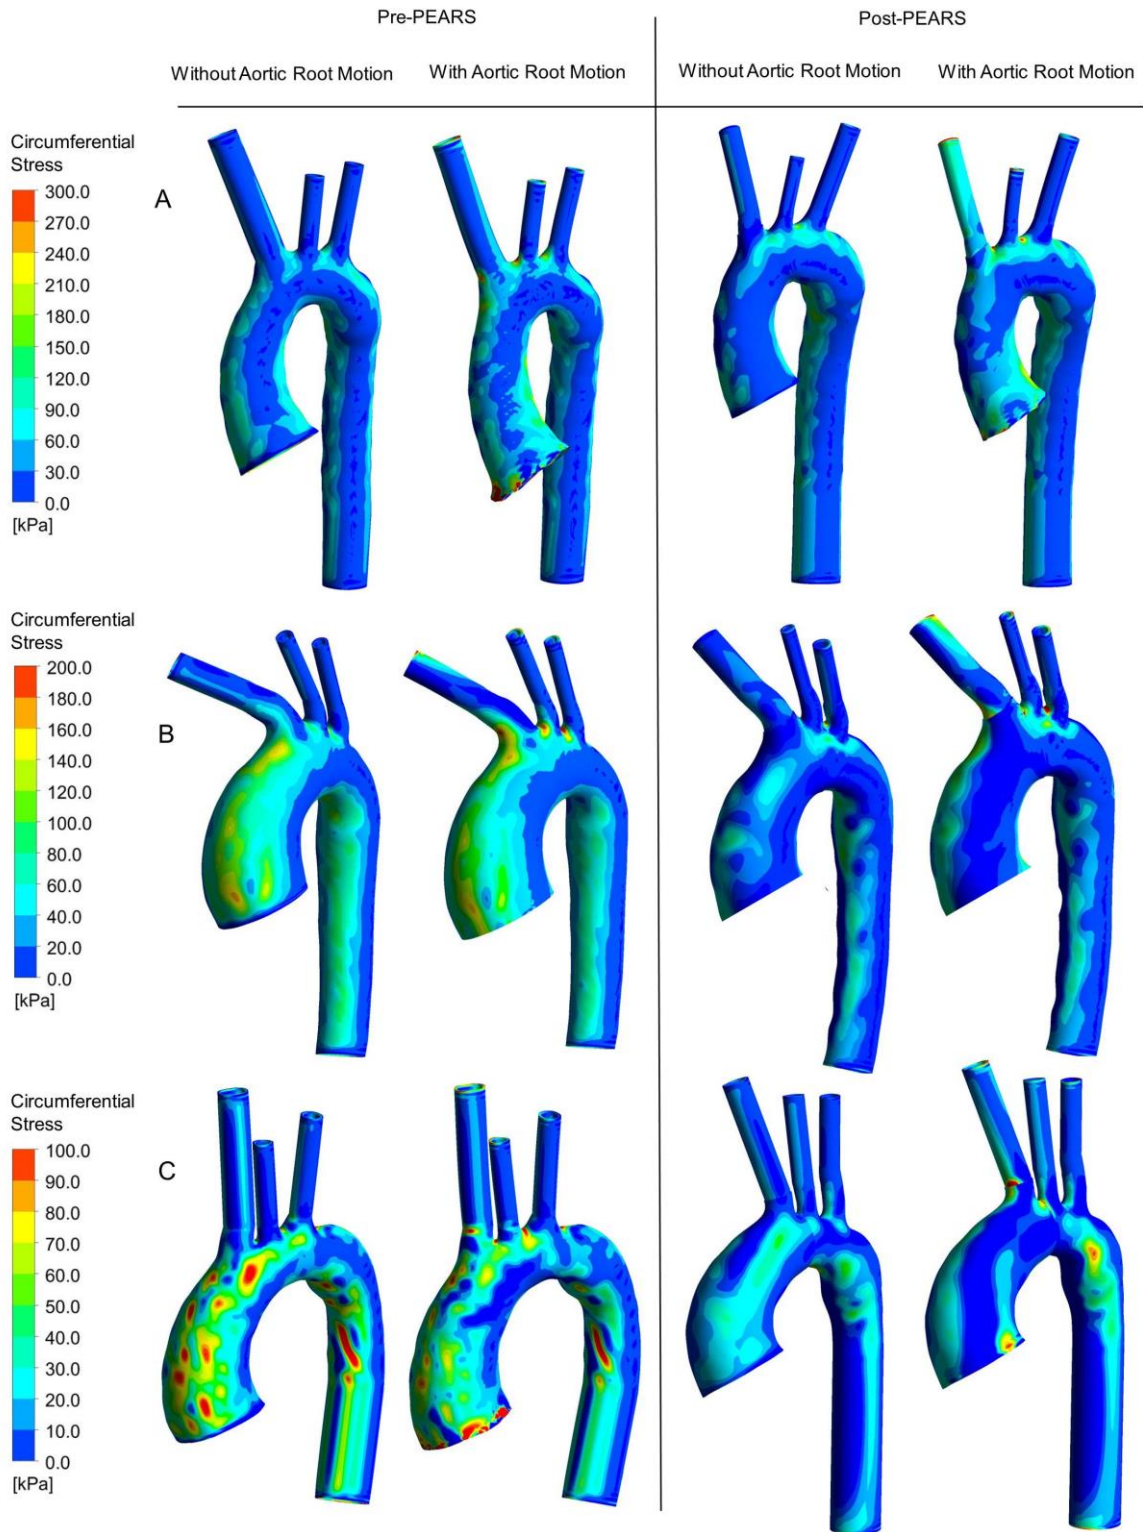 Pre-PEARS
Post-PEARS
Without Aortic Root Motion
With Aortic Root Motion
Without Aortic Root Motion
With Aortic Root Motion
Circumferential
Stress
300.0
270.0
240.0
210.0
180.0
150.0
120.0
90.0
60.0
30.0
0.0
[kPa]
A
Circumferential
Stress
200.0
180.0
160.0
140.0
120.0
100.0
80.0
60.0
40.0
20.0
0.0
[kPa]
B
Circumferential
Stress
100.0
90.0
80.0
70.0
60.0
50.0
40.0
30.0
20.0
10.0
0.0
[kPa]
C